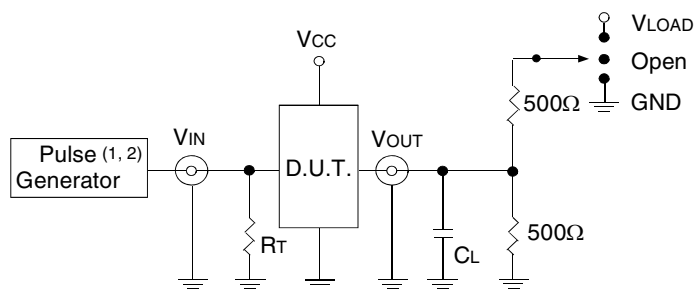 VLOAD
VCC
Open
500Ω
GND
VIN
VOUT
Pulse (1, 2)
Generator
D.U.T.
RT
CL
500Ω